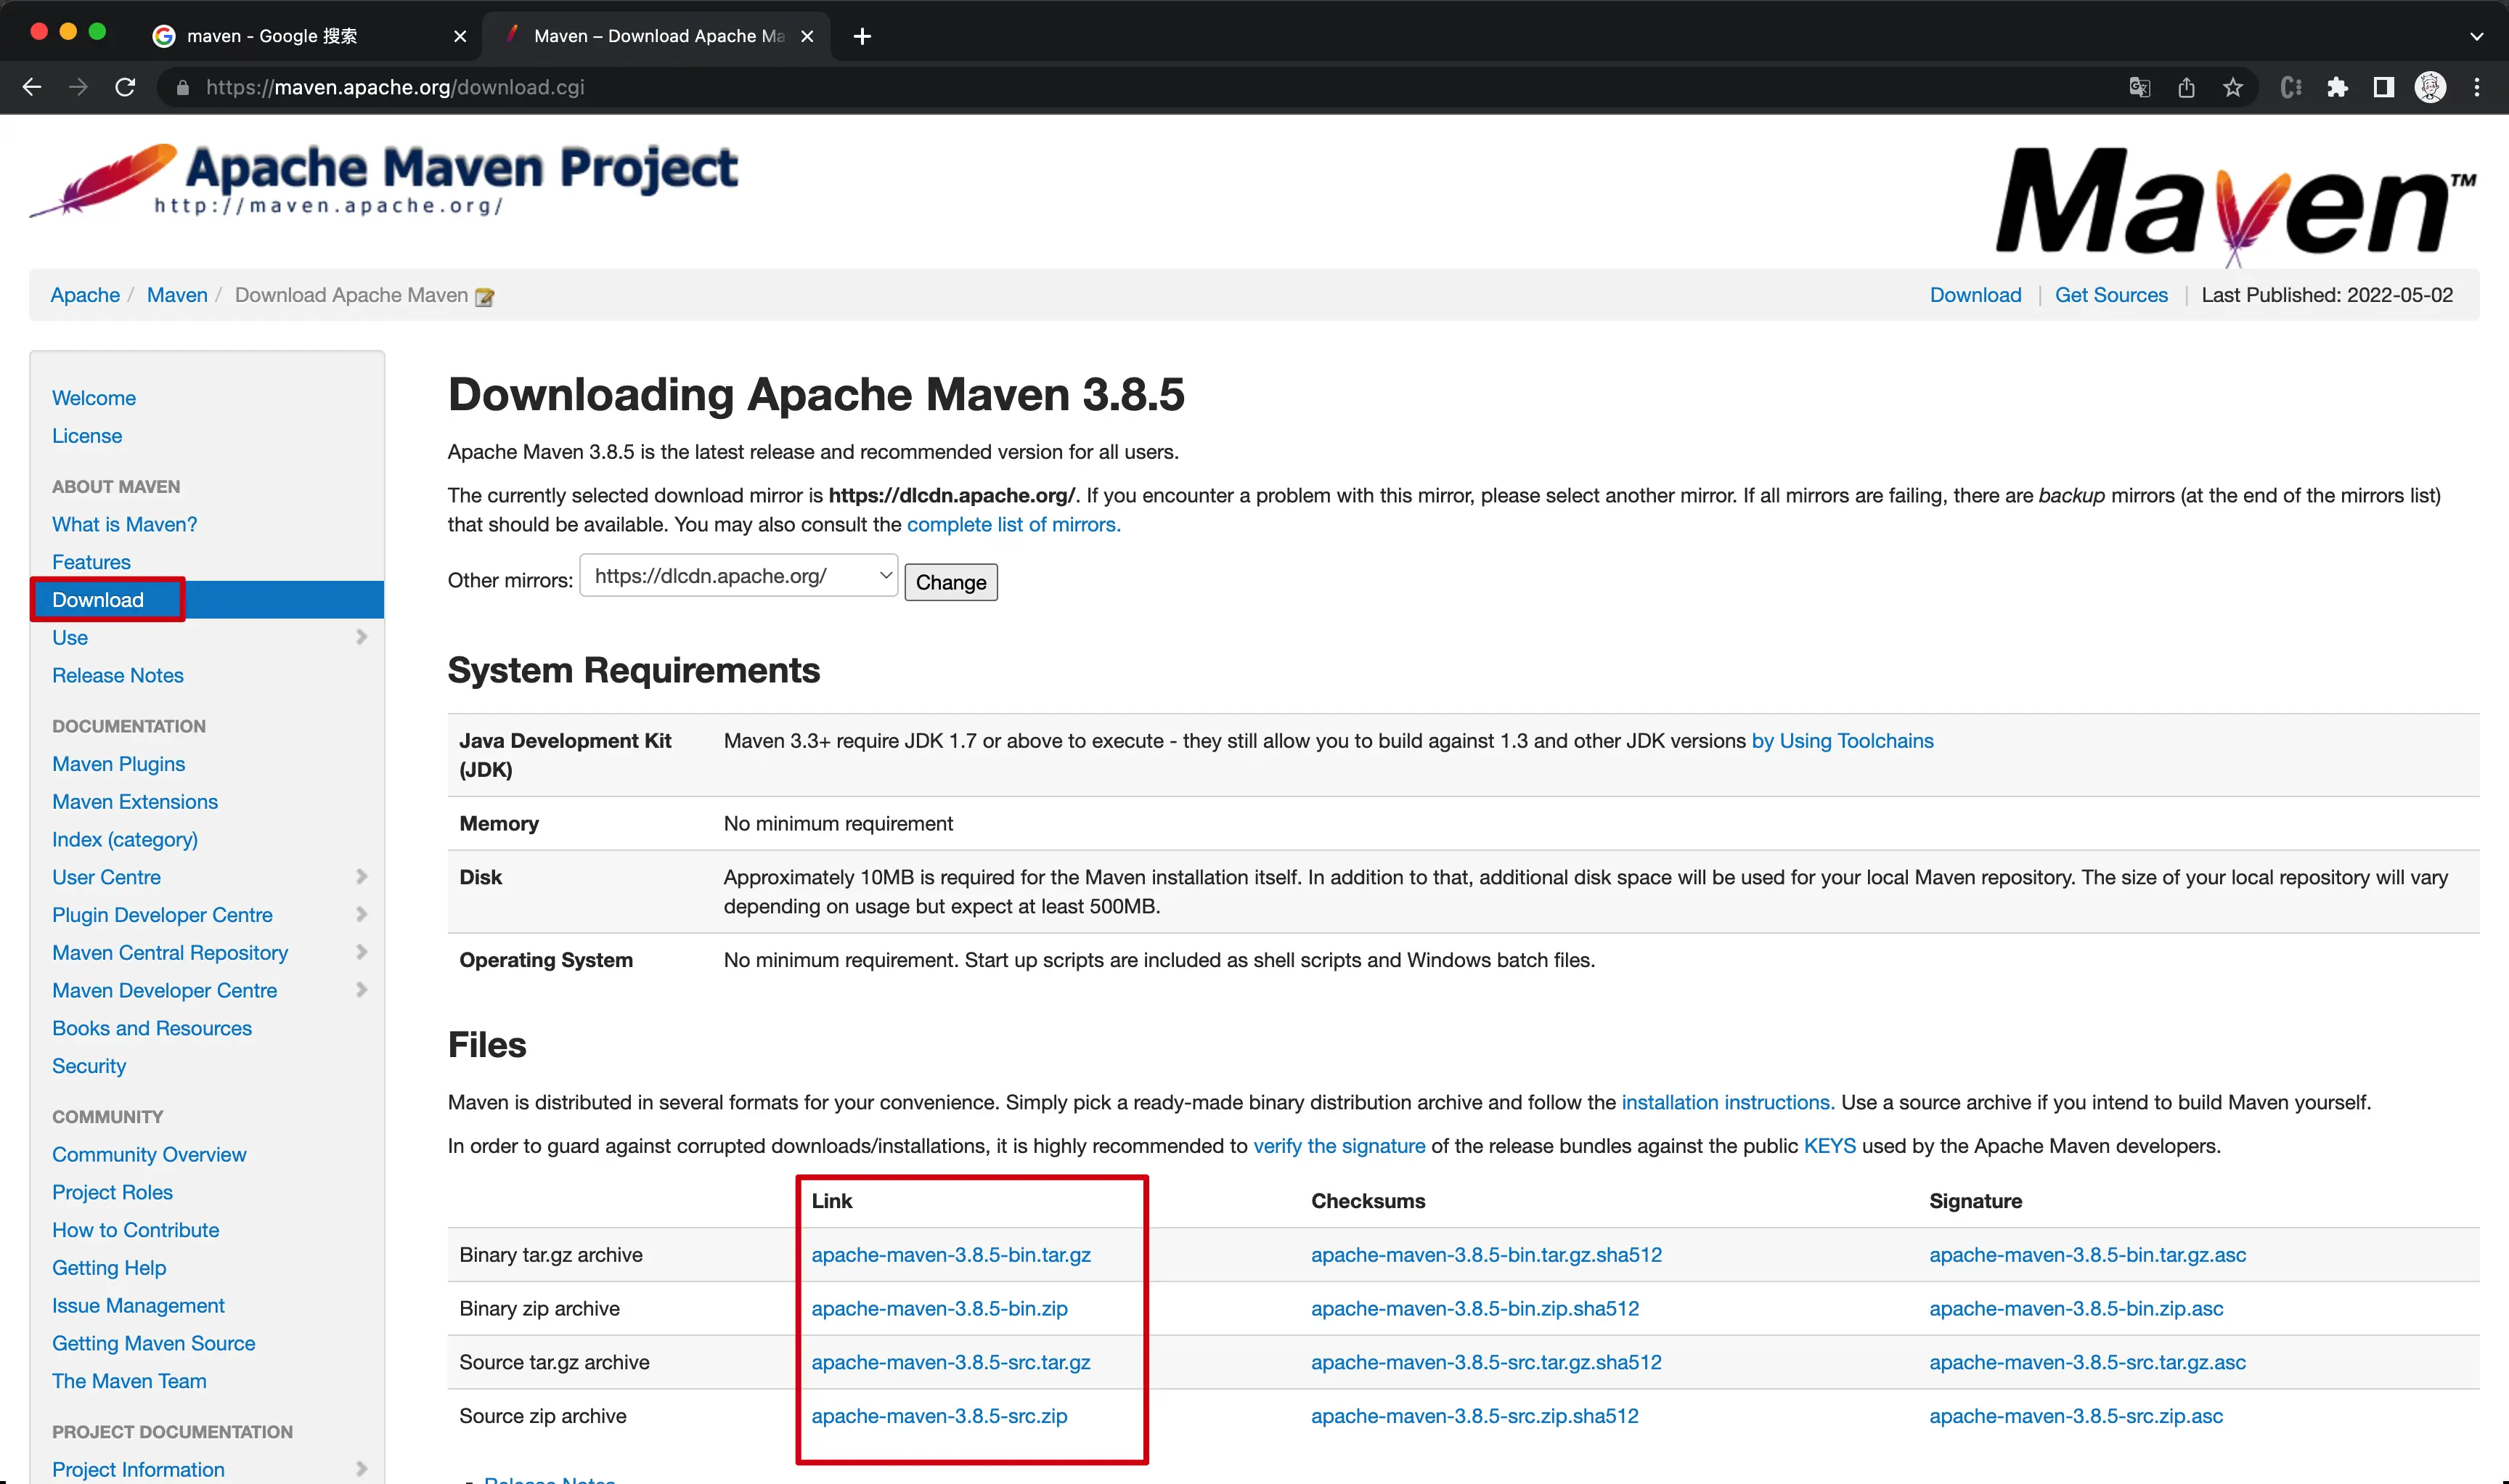 maven - Google 搜索
Maven – Download Apache Ma
https://maven.apache.org/download.cgi
Apache Maven Project
http://maven.apache.org/
Maven™
Apache / Maven / Download Apache Maven
Download | Get Sources | Last Published: 2022-05-02
Welcome
License
ABOUT MAVEN
What is Maven?
Features
Download
Use
Release Notes
DOCUMENTATION
Maven Plugins
Maven Extensions
Index (category)
User Centre
Plugin Developer Centre
Maven Central Repository
Maven Developer Centre
Books and Resources
Security
COMMUNITY
Community Overview
Project Roles
How to Contribute
Getting Help
Issue Management
Getting Maven Source
The Maven Team
PROJECT DOCUMENTATION
Project Information
Downloading Apache Maven 3.8.5
Apache Maven 3.8.5 is the latest release and recommended version for all users.
The currently selected download mirror is https://dlcdn.apache.org/. If you encounter a problem with this mirror, please select another mirror. If all mirrors are failing, there are backup mirrors (at the end of the mirrors list)
that should be available. You may also consult the complete list of mirrors.
Other mirrors: https://dlcdn.apache.org/ Change
System Requirements
Java Development Kit (JDK) Maven 3.3+ require JDK 1.7 or above to execute - they still allow you to build against 1.3 and other JDK versions by Using Toolchains
Memory No minimum requirement
Disk Approximately 10MB is required for the Maven installation itself. In addition to that, additional disk space will be used for your local Maven repository. The size of your local repository will vary
depending on usage but expect at least 500MB.
Operating System No minimum requirement. Start up scripts are included as shell scripts and Windows batch files.
Files
Maven is distributed in several formats for your convenience. Simply pick a ready-made binary distribution archive and follow the installation instructions. Use a source archive if you intend to build Maven yourself.
In order to guard against corrupted downloads/installations, it is highly recommended to verify the signature of the release bundles against the public KEYS used by the Apache Maven developers.
Link Checksums Signature
Binary tar.gz archive apache-maven-3.8.5-bin.tar.gz apache-maven-3.8.5-bin.tar.gz.sha512 apache-maven-3.8.5-bin.tar.gz.asc
Binary zip archive apache-maven-3.8.5-bin.zip apache-maven-3.8.5-bin.zip.sha512 apache-maven-3.8.5-bin.zip.asc
Source tar.gz archive apache-maven-3.8.5-src.tar.gz apache-maven-3.8.5-src.tar.gz.sha512 apache-maven-3.8.5-src.tar.gz.asc
Source zip archive apache-maven-3.8.5-src.zip apache-maven-3.8.5-src.zip.sha512 apache-maven-3.8.5-src.zip.asc
Release Notes